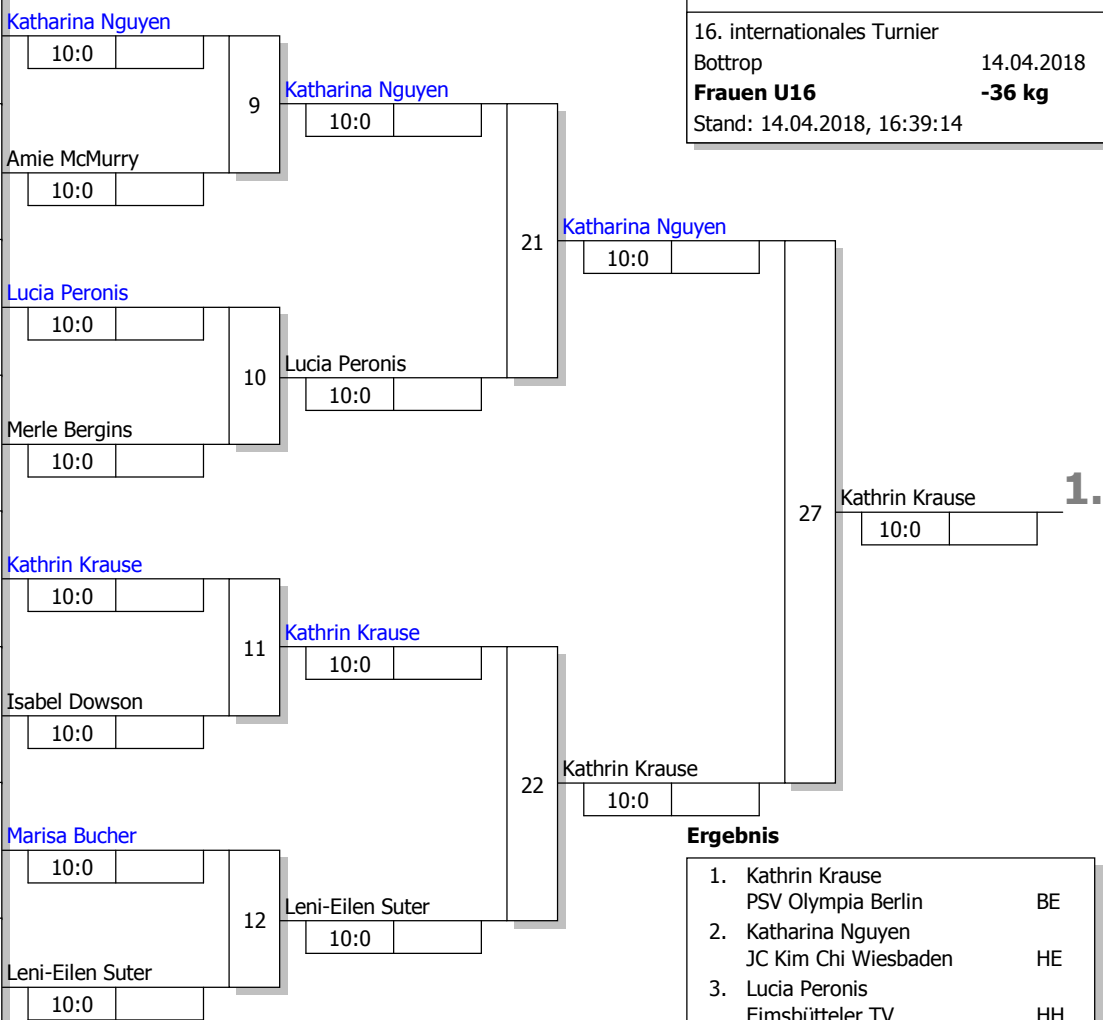 16. internationales Turnier
Bottrop 14.04.2018
Frauen U16 -36 kg
Stand: 14.04.2018, 16:39:14
Katharina Nguyen
10:0
9
Amie McMurry
10:0
Lucia Peronis
10:0
10
Merle Bergins
10:0
Kathrin Krause
10:0
11
Isabel Dowson
10:0
Marisa Bucher
10:0
12
Leni-Eilen Suter
10:0
Katharina Nguyen
10:0
21
Lucia Peronis
10:0
Kathrin Krause
10:0
22
Leni-Eilen Suter
10:0
Katharina Nguyen
10:0
27
Kathrin Krause
10:0
Kathrin Krause 1.
10:0
Ergebnis
1. Kathrin Krause
PSV Olympia Berlin BE
2. Katharina Nguyen
JC Kim Chi Wiesbaden HE
3. Lucia Peronis
Eimsbütteler TV HH